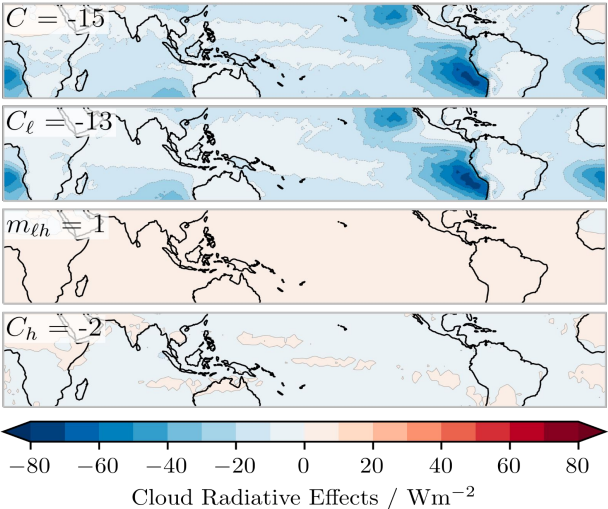 C = -15
Cℓ = -13
mℓh = 1
Ch = -2
−80 −60 −40 −20 0 20 40 60 80
Cloud Radiative Effects / Wm−2